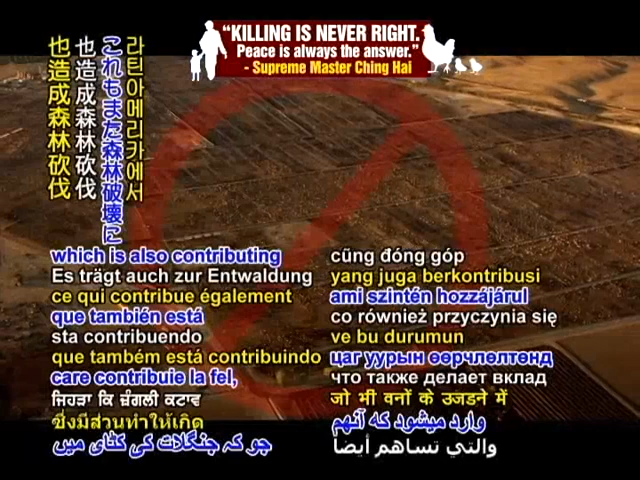 “KILLING IS NEVER RIGHT.
Peace is always the answer.”
- Supreme Master Ching Hai
라틴아메리카에서
これもまた森林破壊に
也造成森林砍伐
也造成森林砍伐
which is also contributing
Es trägt auch zur Entwaldung
ce qui contribue également
que también está
sta contribuendo
que também está contribuindo
care contribuie la fel,
ਜਿਹੜਾ ਕਿ ਜੰਗਲੀ ਕਟਾਵ
ซึ่งมีส่วนทำให้เกิด
جو کہ جنگلات کی کٹائی میں
cũng đóng góp
yang juga berkontribusi
ami szintén hozzájárul
co również przyczynia się
ve bu durumun
цаг уурын өөрчлөлтөнд
что также делает вклад
जो भी वनों के उजडने में
وارد میشود که آنهم
والتي تساهم أيضا